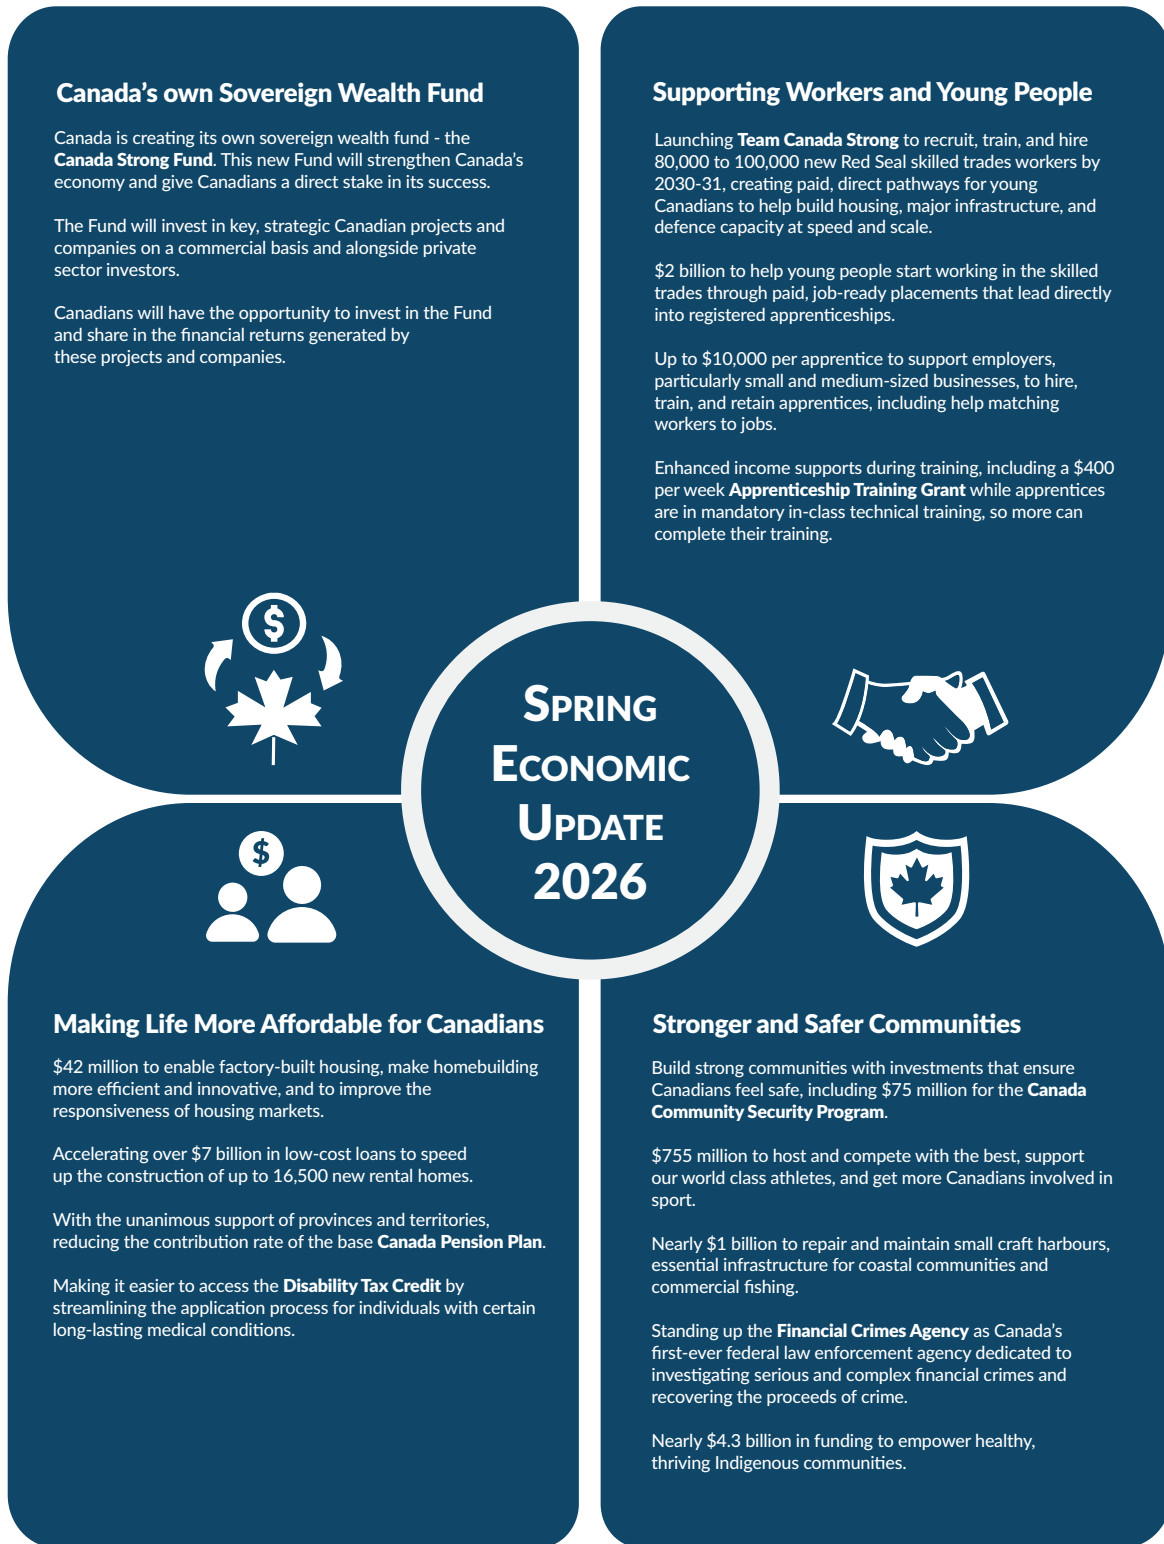 Canada's own Sovereign Wealth Fund
Canada is creating its own sovereign wealth fund - the
Canada Strong Fund. This new Fund will strengthen Canada's
economy and give Canadians a direct stake in its success.
The Fund will invest in key, strategic Canadian projects and
companies on a commercial basis and alongside private
sector investors.
Canadians will have the opportunity to invest in the Fund
and share in the financial returns generated by
these projects and companies.
$
Supporting Workers and Young People
Launching Team Canada Strong to recruit, train, and hire
80,000 to 100,000 new Red Seal skilled trades workers by
2030-31, creating paid, direct pathways for young
Canadians to help build housing, major infrastructure, and
defence capacity at speed and scale.
$2 billion to help young people start working in the skilled
trades through paid, job-ready placements that lead directly
into registered apprenticeships.
Up to $10,000 per apprentice to support employers,
particularly small and medium-sized businesses, to hire,
train, and retain apprentices, including help matching
workers to jobs.
Enhanced income supports during training, including a $400
per week Apprenticeship Training Grant while apprentices
are in mandatory in-class technical training, so more can
complete their training.
SPRING
ECONOMIC
UPDATE
2026
$
Making Life More Affordable for Canadians
$42 million to enable factory-built housing, make homebuilding
more efficient and innovative, and to improve the
responsiveness of housing markets.
Accelerating over $7 billion in low-cost loans to speed
up the construction of up to 16,500 new rental homes.
With the unanimous support of provinces and territories,
reducing the contribution rate of the base Canada Pension Plan.
Making it easier to access the Disability Tax Credit by
streamlining the application process for individuals with certain
long-lasting medical conditions.
Stronger and Safer Communities
Build strong communities with investments that ensure
Canadians feel safe, including $75 million for the Canada
Community Security Program.
$755 million to host and compete with the best, support
our world class athletes, and get more Canadians involved in
sport.
Nearly $1 billion to repair and maintain small craft harbours,
essential infrastructure for coastal communities and
commercial fishing.
Standing up the Financial Crimes Agency as Canada's
first-ever federal law enforcement agency dedicated to
investigating serious and complex financial crimes and
recovering the proceeds of crime.
Nearly $4.3 billion in funding to empower healthy,
thriving Indigenous communities.